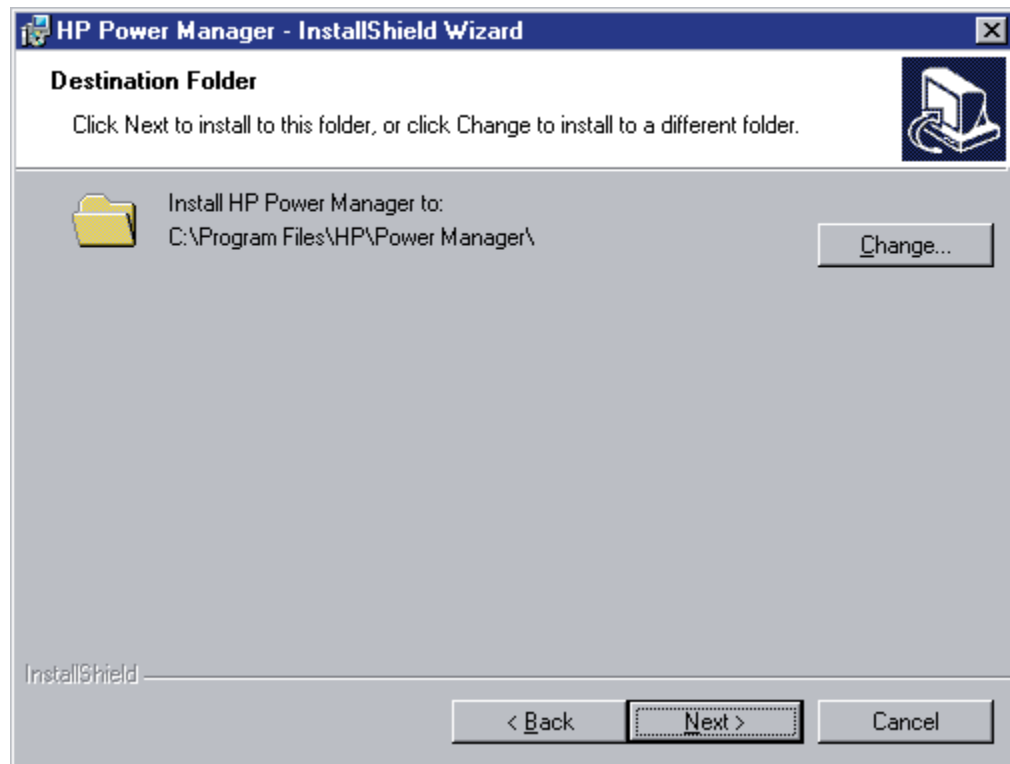 HP Power Manager - InstallShield Wizard
Destination Folder
Click Next to install to this folder, or click Change to install to a different folder.
Install HP Power Manager to:
C:\Program Files\HP\Power Manager\
Change...
InstallShield
< Back
Next >
Cancel